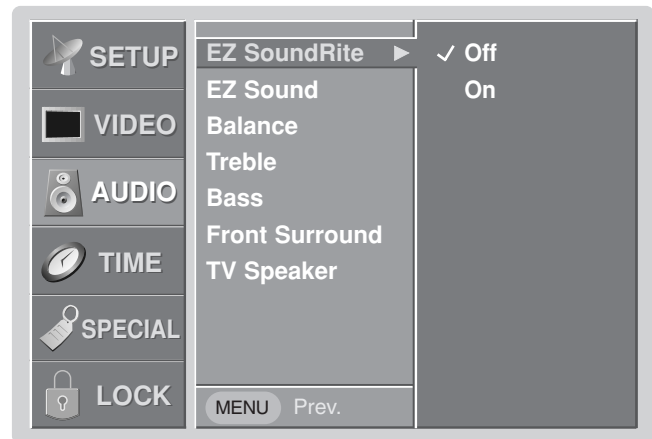 SETUP
VIDEO
AUDIO
TIME
SPECIAL
LOCK
EZ SoundRite
EZ Sound
Balance
Treble
Bass
Front Surround
TV Speaker
MENU Prev.
✓ Off
On